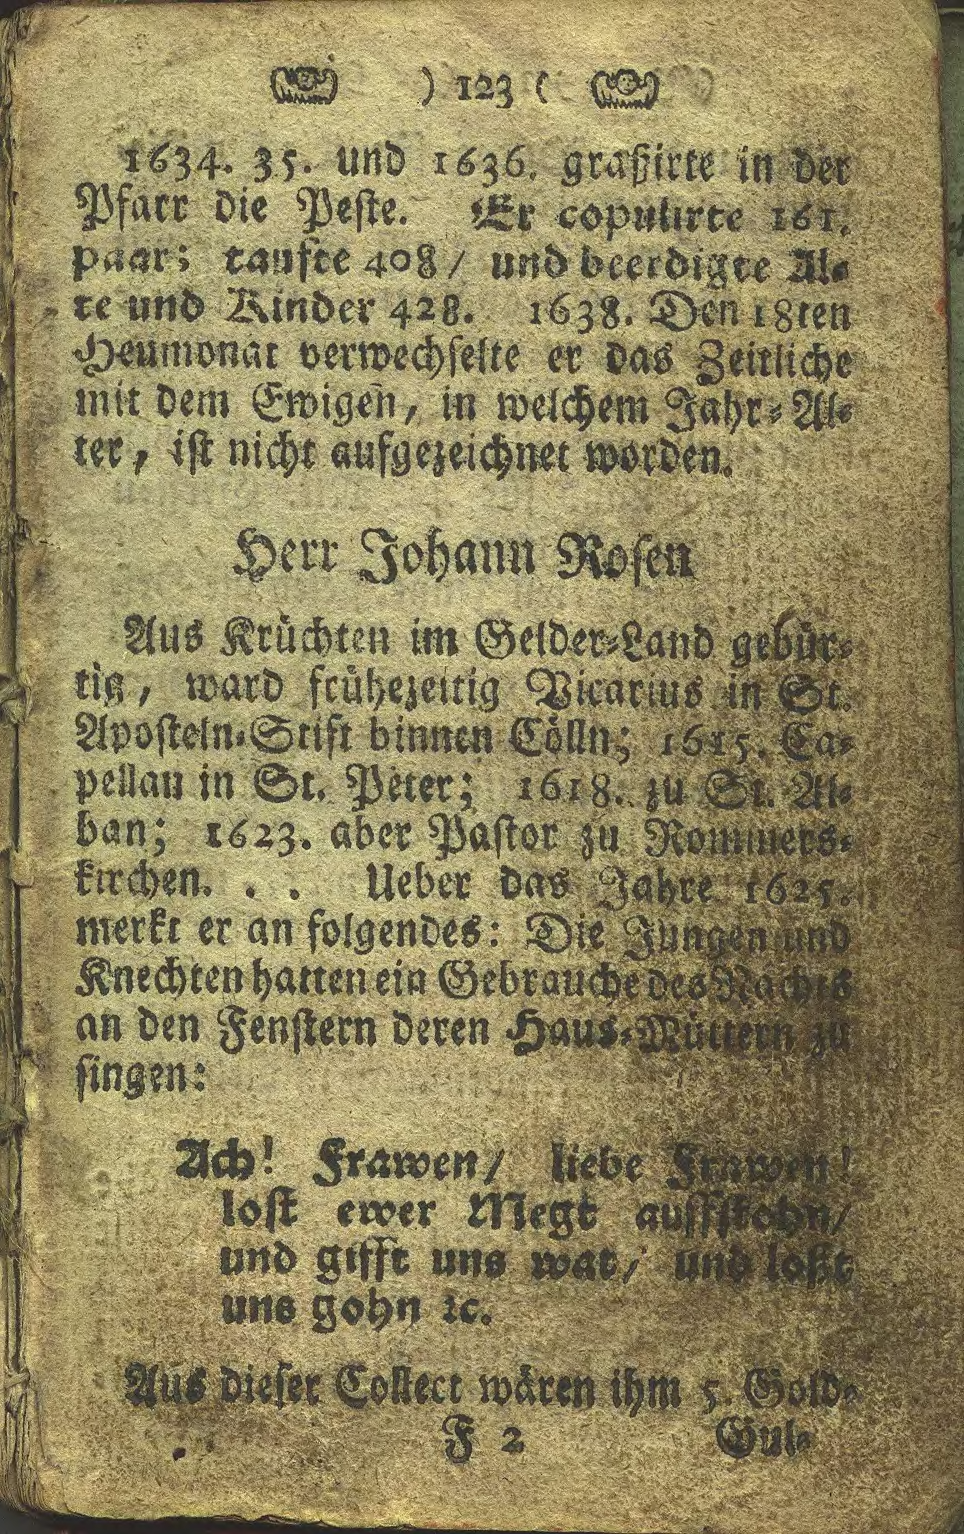 ) 123 (
1634. 35. und 1636. graßirte in der
Pfarr die Peste. Er copulirte 161.
paar; taufte 408/ und beerdigte Al⸗
te und Kinder 428. 1638. Den 18ten
Heumonat verwechselte er das Zeitliche
mit dem Ewigen, in welchem Jahr⸗Al⸗
ter, ist nicht aufgezeichnet worden.
Herr Johann Rosen
Aus Krüchten im Gelder⸗Land gebür⸗
tig, ward frühezeitig Vicarius in St.
Aposteln⸗Stift binnen Cölln; 1615. Ca⸗
pellan in St. Peter; 1618. zu St. Al⸗
ban; 1623. aber Pastor zu Rommers⸗
kirchen. . . Ueber das Jahre 1625.
merkt er an folgendes: Die Jungen und
Knechten hatten ein Gebrauche des Nachts
an den Fenstern deren Haus⸗Müttern zu
singen:
Ach! Frawen/ liebe Frawen!
lost ewer Megt auffstohn/
und gifft uns wat/ und loßt
uns gohn ꝛc.
Aus dieser Collect wären ihm 5. Gold⸗
F 2 Gul⸗